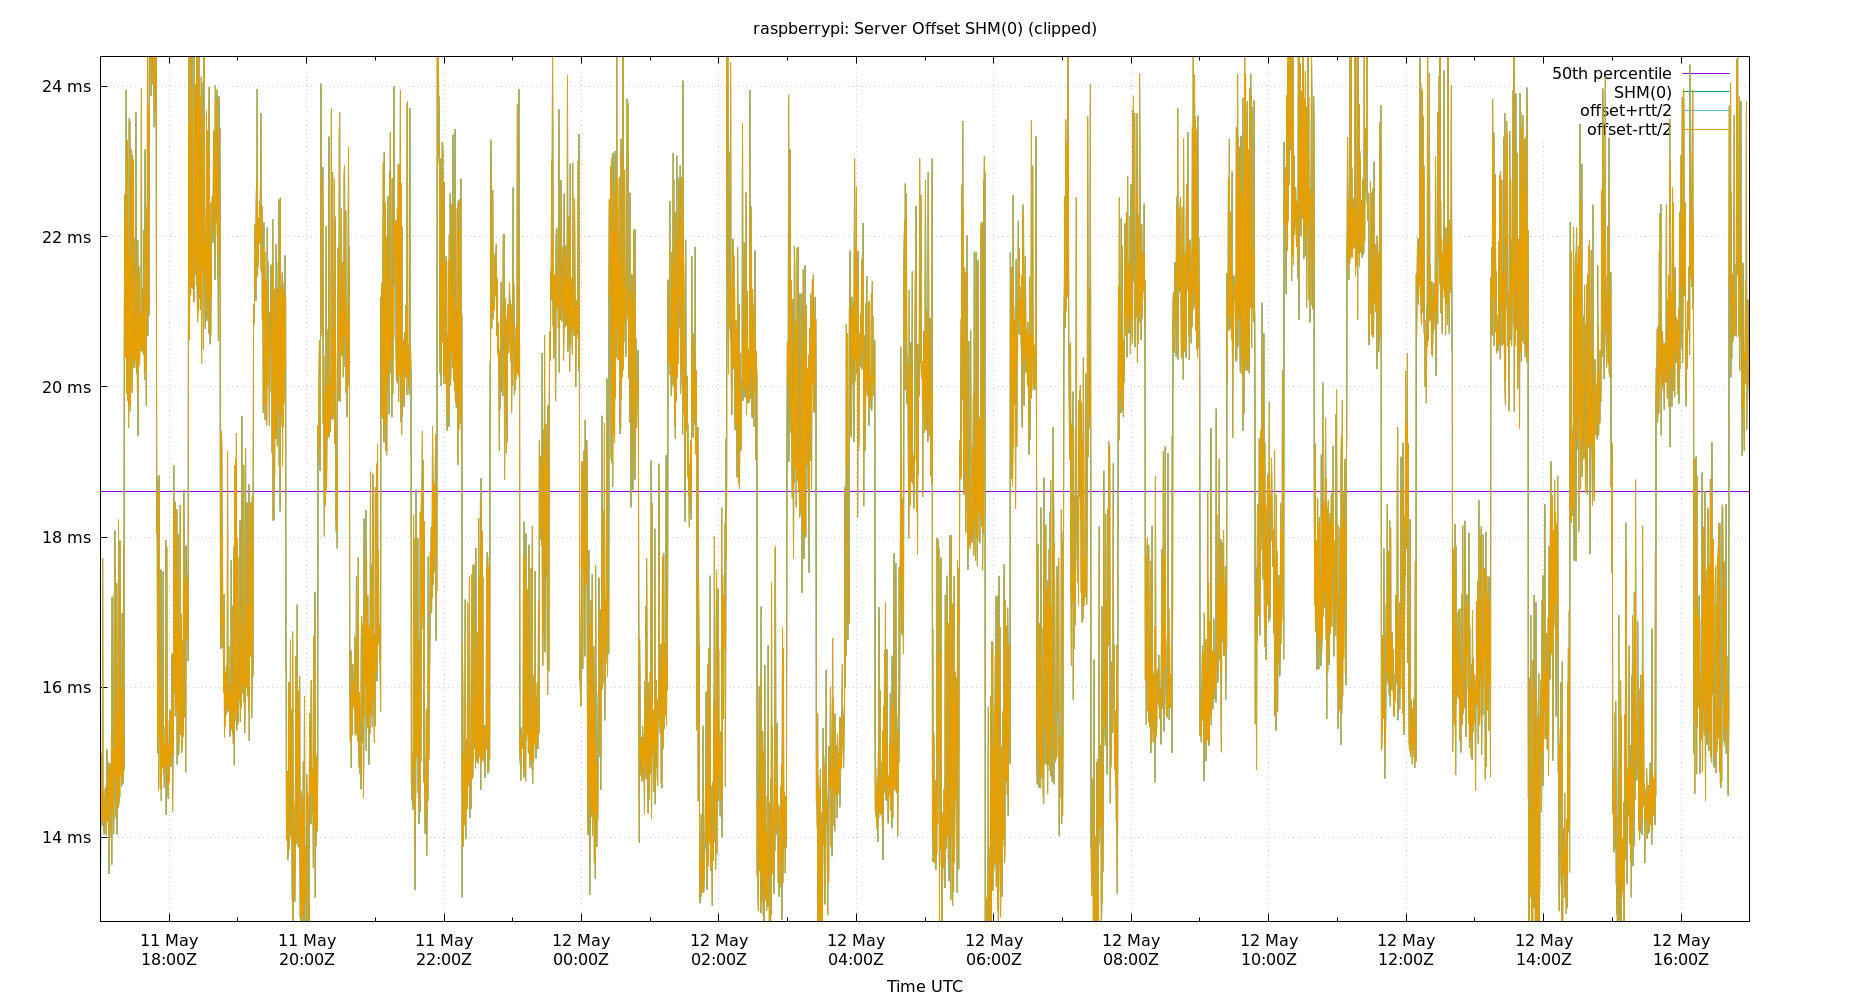 raspberrypi: Server Offset SHM(0) (clipped)
50th percentile
SHM(0)
offset+rtt/2
offset-rtt/2
24 ms
22 ms
20 ms
18 ms
16 ms
14 ms
11 May 11 May 11 May 12 May 12 May 12 May 12 May 12 May 12 May 12 May 12 May 12 May
18:00Z 20:00Z 22:00Z 00:00Z 02:00Z 04:00Z 06:00Z 08:00Z 10:00Z 12:00Z 14:00Z 16:00Z
Time UTC